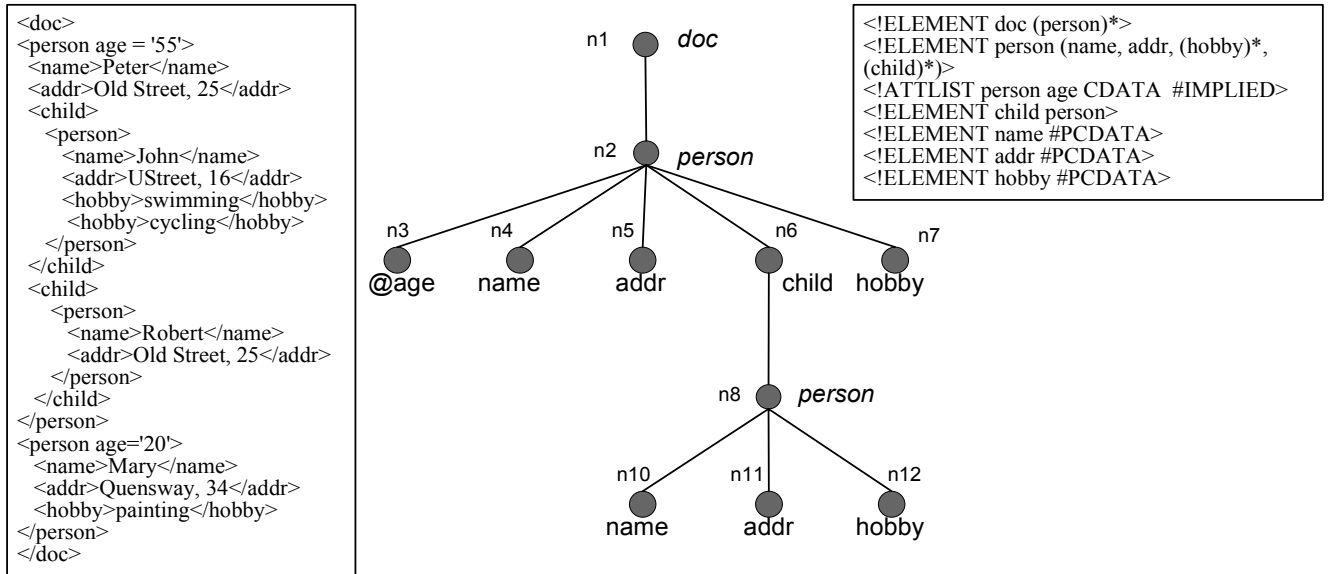 <doc>
<person age = '55'>
<name>Peter</name>
<addr>Old Street, 25</addr>
<child>
<person>
<name>John</name>
<addr>UStreet, 16</addr>
<hobby>swimming</hobby>
<hobby>cycling</hobby>
</person>
</child>
<child>
<person>
<name>Robert</name>
<addr>Old Street, 25</addr>
</person>
</child>
</person>
<person age='20'>
<name>Mary</name>
<addr>Quensway, 34</addr>
<hobby>painting</hobby>
</person>
</doc>
n1 doc
n2 person
n3 n4 n5 n6 n7
@age name addr child hobby
n8 person
n10 n11 n12
name addr hobby
<!ELEMENT doc (person)*>
<!ELEMENT person (name, addr, (hobby)*,
(child)*)>
<!ATTLIST person age CDATA #IMPLIED>
<!ELEMENT child person>
<!ELEMENT name #PCDATA>
<!ELEMENT addr #PCDATA>
<!ELEMENT hobby #PCDATA>